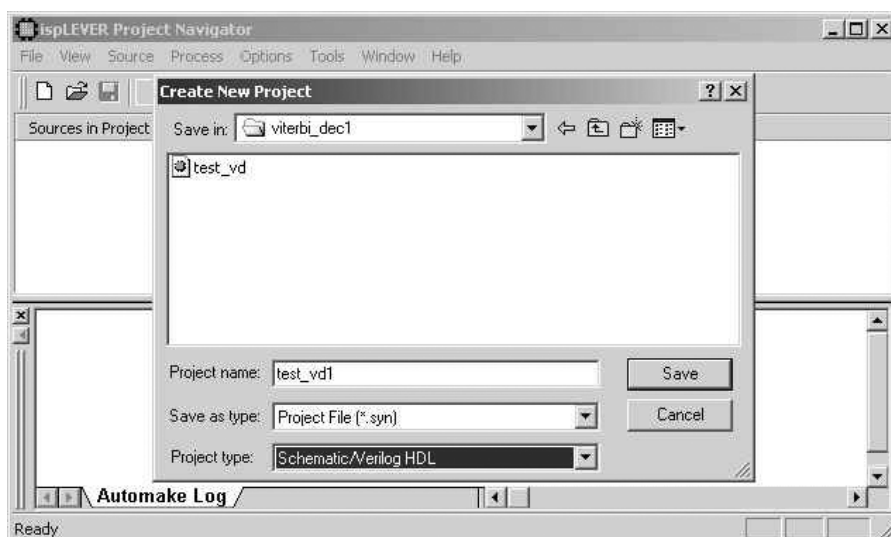 ispLEVER Project Navigator
File View Source Process Options Tools Window Help
Create New Project
Sources in Project
Save in: viterbi_dec1
test_vd
Project name: test_vd1
Save
Save as type: Project File (*.syn)
Cancel
Project type: Schematic/Verilog HDL
Automake Log
Ready